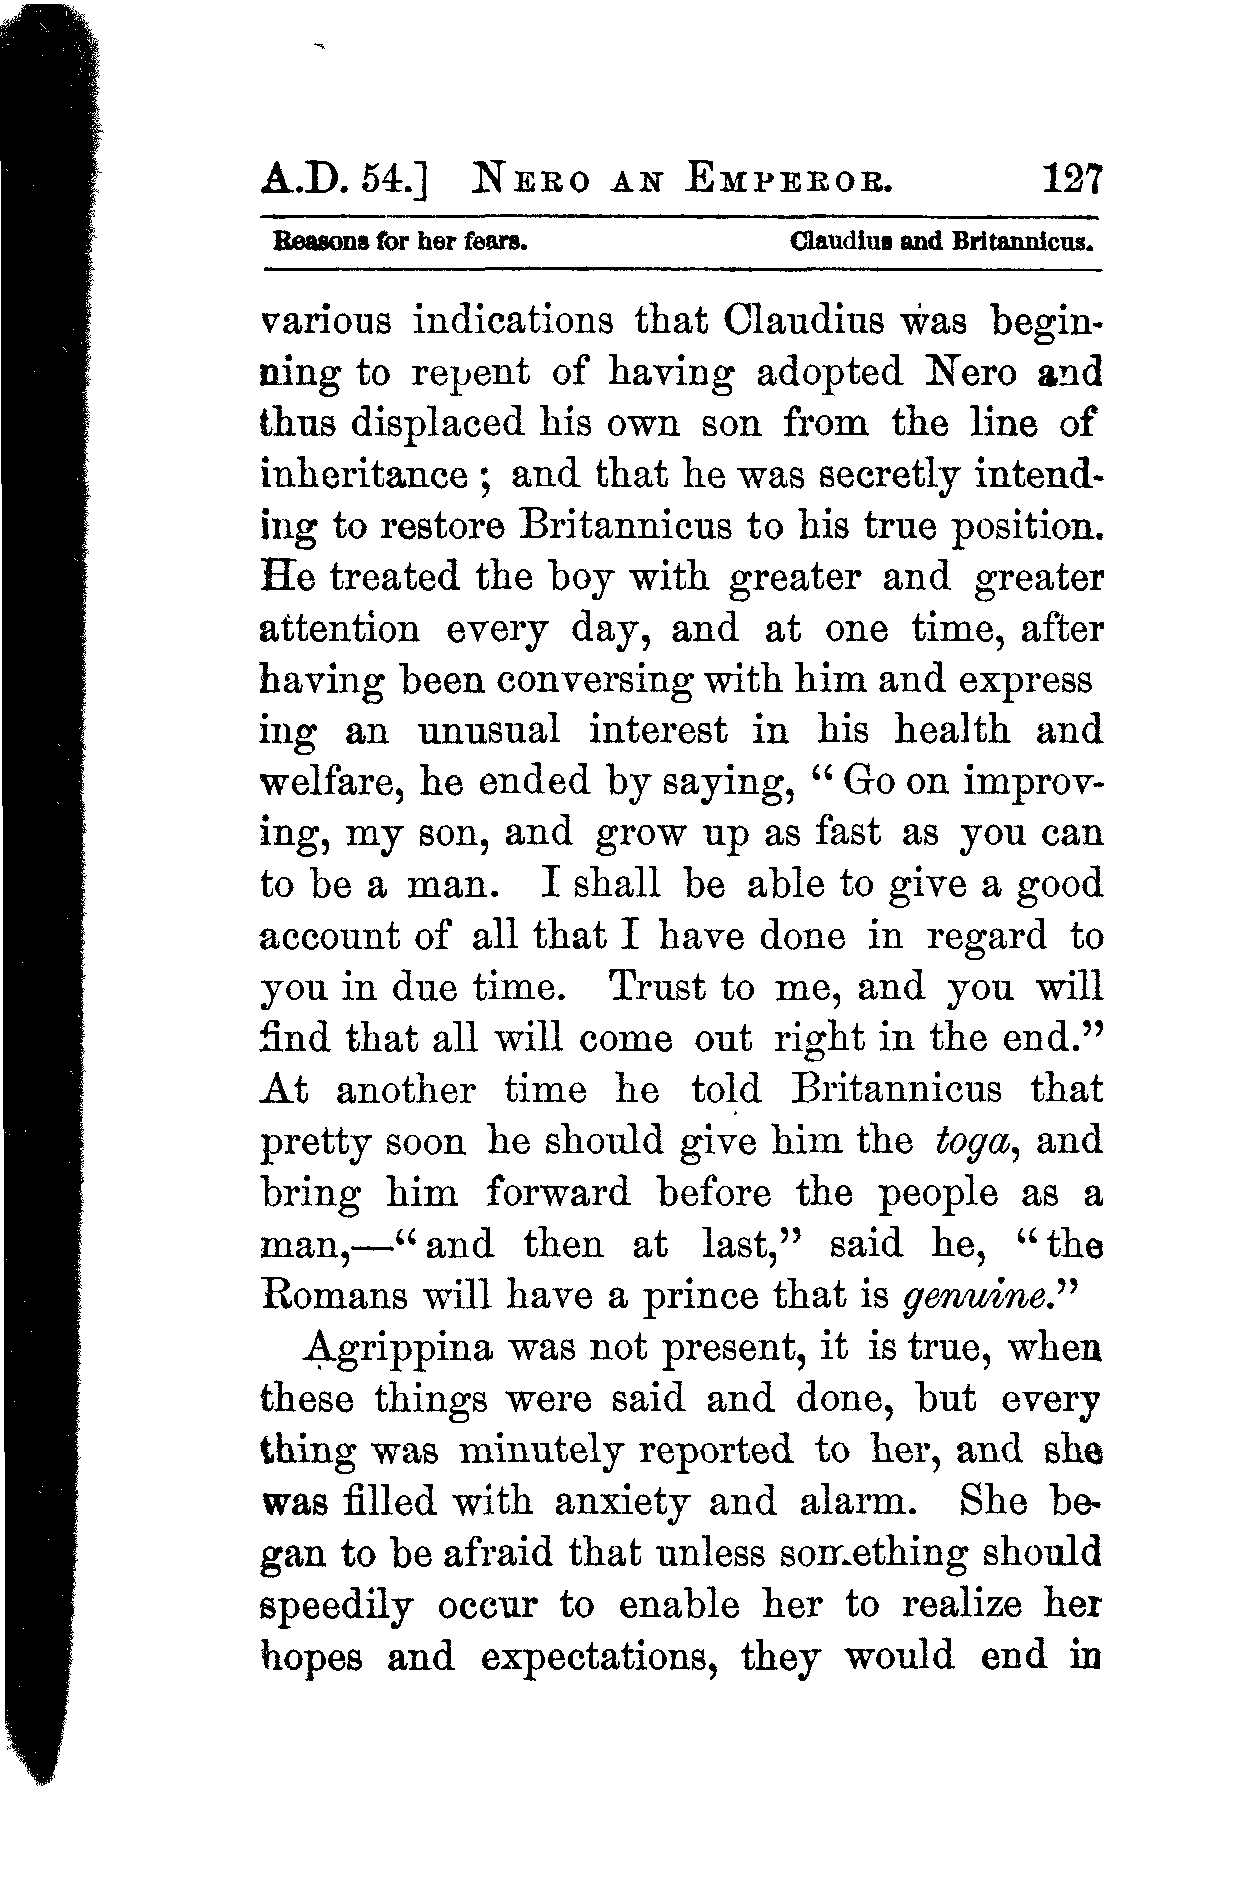 A.D. 54.] NERO AN EMPEROR. 127
Reasons for her fears. Claudius and Britannicus.
various indications that Claudius was begin-
ning to repent of having adopted Nero and
thus displaced his own son from the line of
inheritance ; and that he was secretly intend-
ing to restore Britannicus to his true position.
He treated the boy with greater and greater
attention every day, and at one time, after
having been conversing with him and express
ing an unusual interest in his health and
welfare, he ended by saying, “ Go on improv-
ing, my son, and grow up as fast as you can
to be a man. I shall be able to give a good
account of all that I have done in regard to
you in due time. Trust to me, and you will
find that all will come out right in the end.”
At another time he told Britannicus that
pretty soon he should give him the toga, and
bring him forward before the people as a
man,—“ and then at last,” said he, “ the
Romans will have a prince that is genuine.”
Agrippina was not present, it is true, when
these things were said and done, but every
thing was minutely reported to her, and she
was filled with anxiety and alarm. She be-
gan to be afraid that unless something should
speedily occur to enable her to realize her
hopes and expectations, they would end in